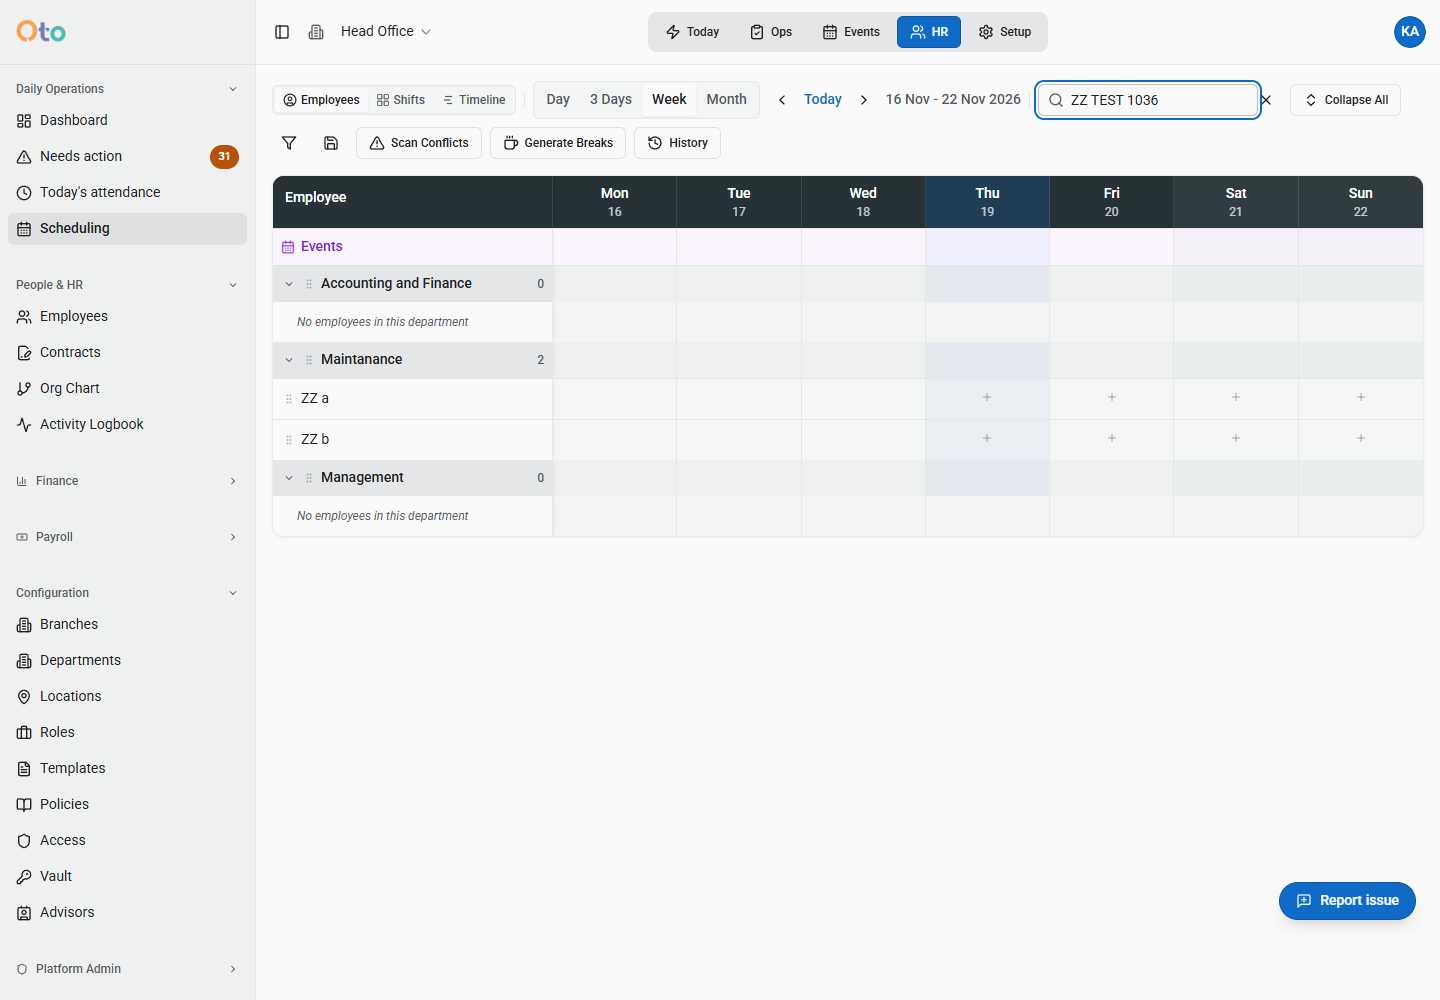 Oto
Head Office
Today
Ops
Events
HR
Setup
KA
Daily Operations
Dashboard
Needs action 31
Today's attendance
Scheduling
People & HR
Employees
Contracts
Org Chart
Activity Logbook
Finance
Payroll
Configuration
Branches
Departments
Locations
Roles
Templates
Policies
Access
Vault
Advisors
Platform Admin
Employees Shifts Timeline
Day 3 Days Week Month
Today
16 Nov - 22 Nov 2026
ZZ TEST 1036
Collapse All
Scan Conflicts
Generate Breaks
History
Employee Mon Tue Wed Thu Fri Sat Sun
16 17 18 19 20 21 22
Events
Accounting and Finance 0
No employees in this department
Maintanance 2
ZZ a + + + +
ZZ b + + + +
Management 0
No employees in this department
Report issue